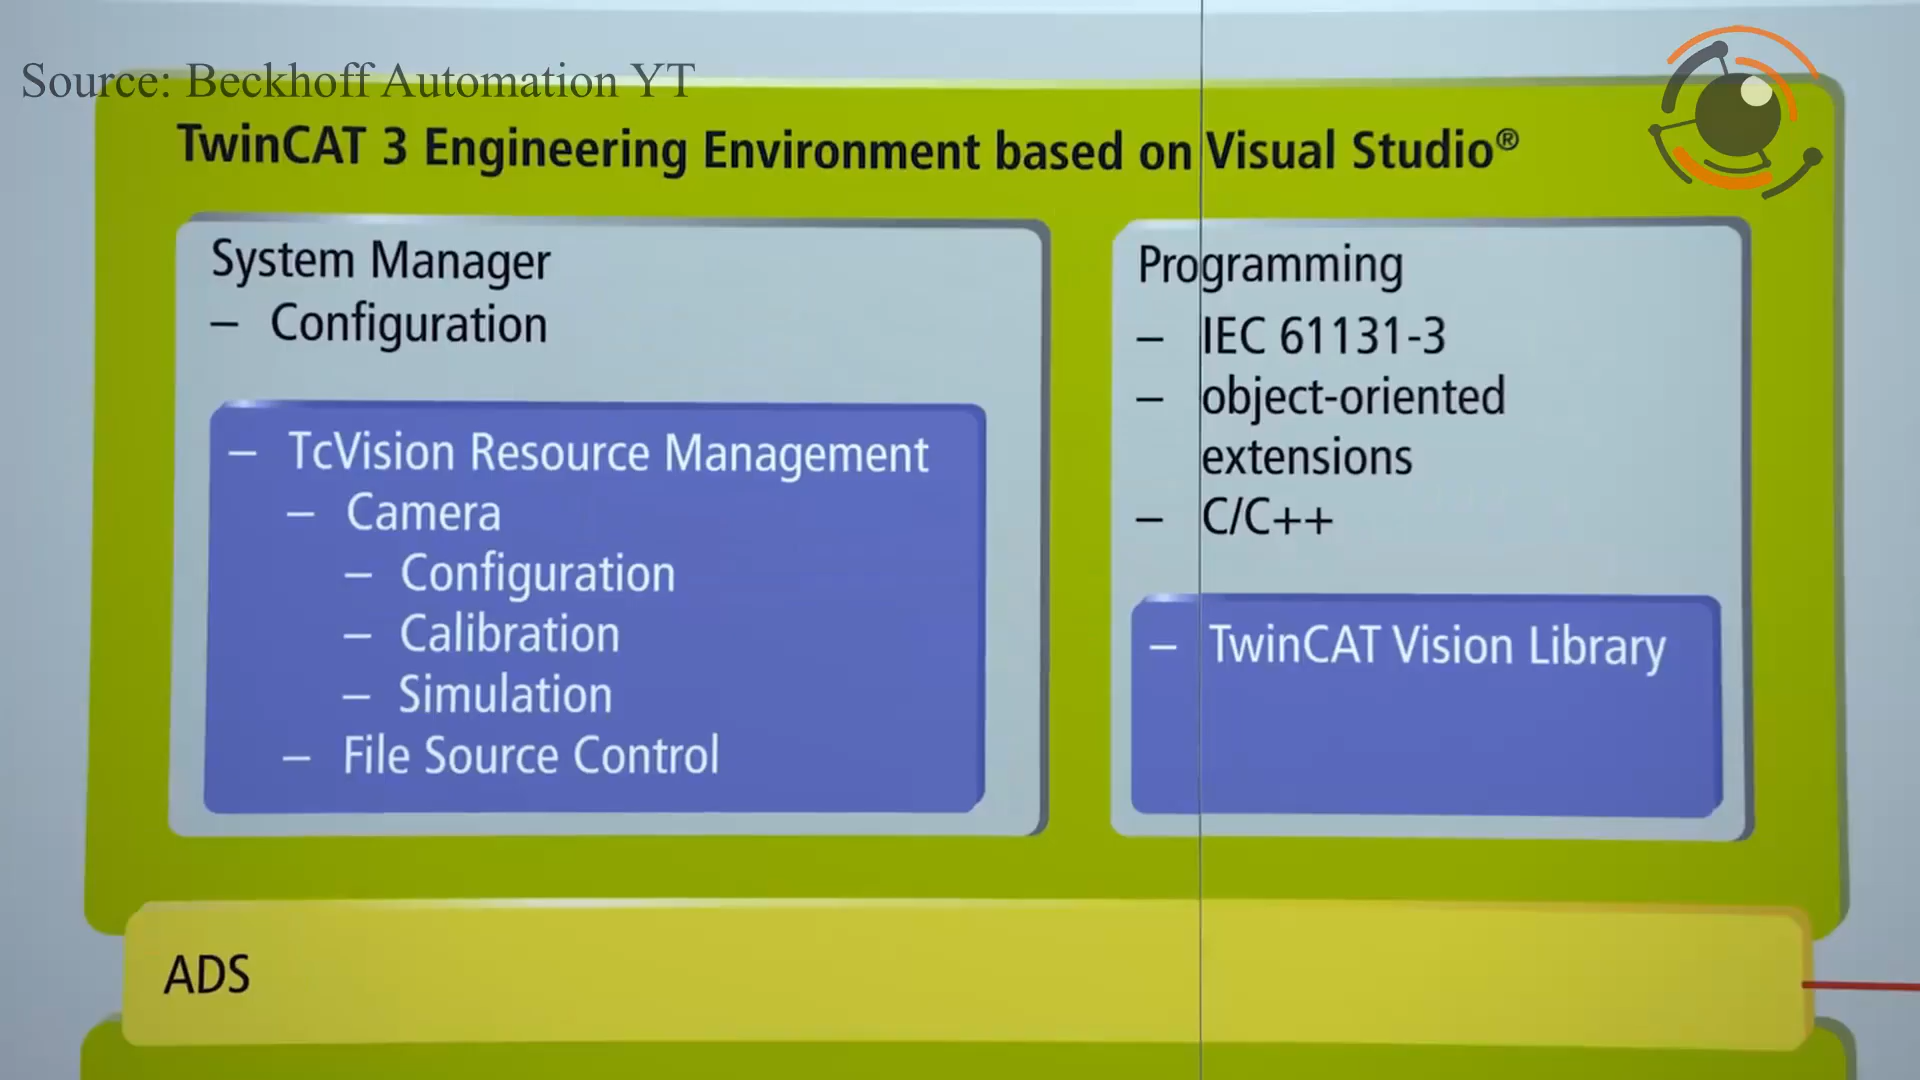 Source: Beckhoff Automation YT
TwinCAT 3 Engineering Environment based on Visual Studio®
System Manager
– Configuration
– TcVision Resource Management
– Camera
– Configuration
– Calibration
– Simulation
– File Source Control
Programming
– IEC 61131-3
– object-oriented
extensions
– C/C++
– TwinCAT Vision Library
ADS